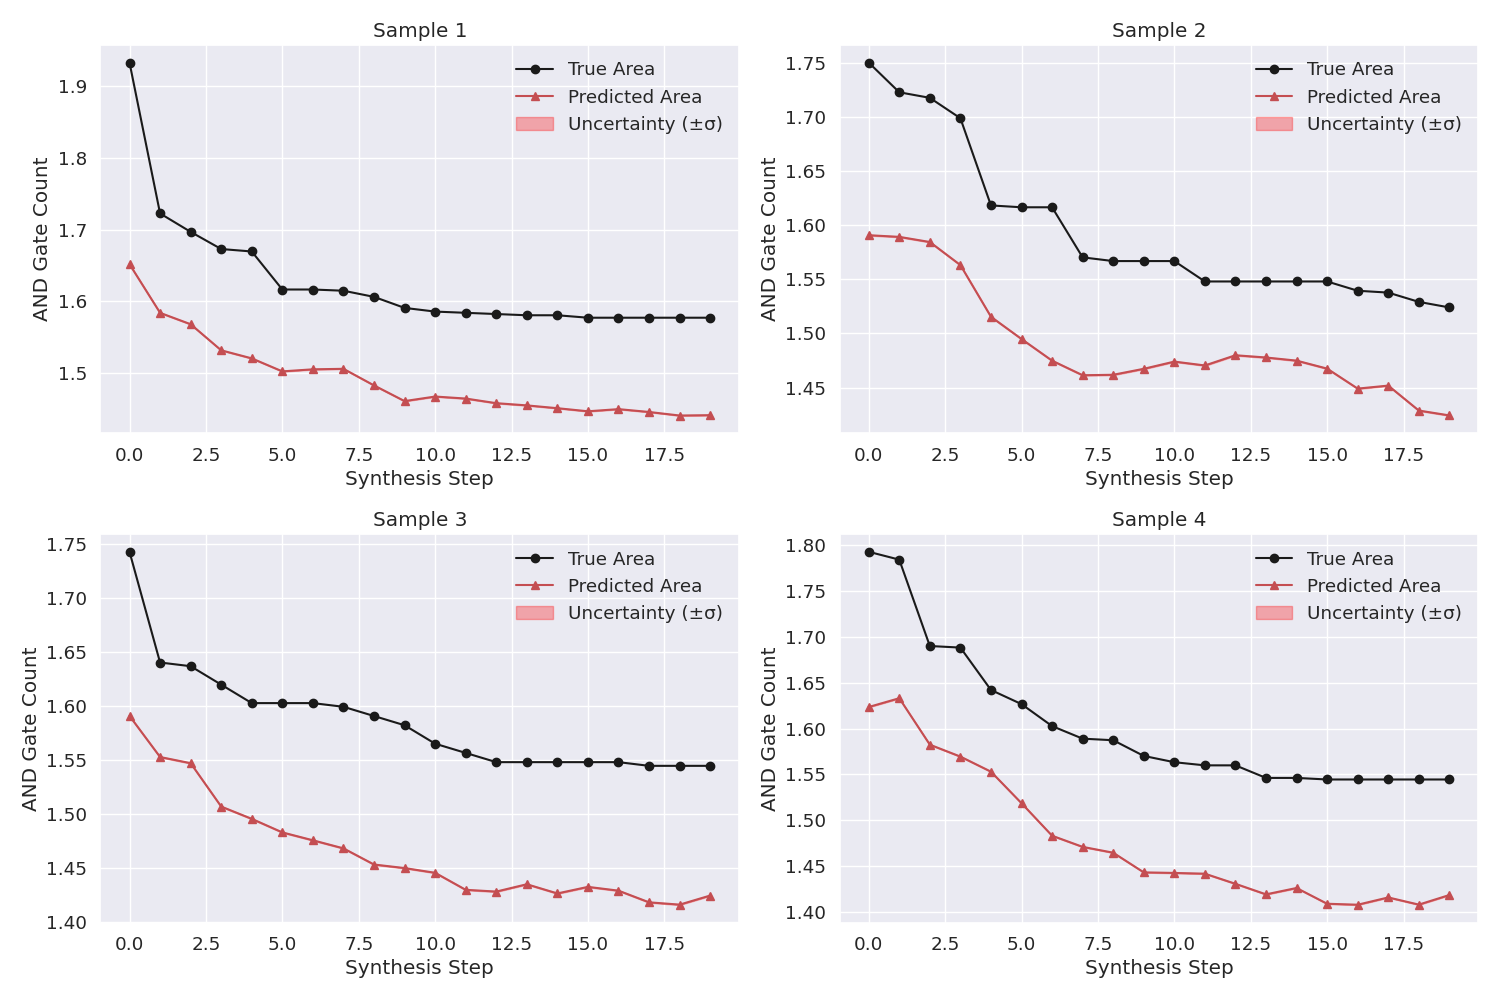 Sample 1
True Area
Predicted Area
Uncertainty (±σ)
AND Gate Count
1.9
1.8
1.7
1.6
1.5
0.0 2.5 5.0 7.5 10.0 12.5 15.0 17.5
Synthesis Step
Sample 2
True Area
Predicted Area
Uncertainty (±σ)
AND Gate Count
1.75
1.70
1.65
1.60
1.55
1.50
1.45
0.0 2.5 5.0 7.5 10.0 12.5 15.0 17.5
Synthesis Step
Sample 3
True Area
Predicted Area
Uncertainty (±σ)
AND Gate Count
1.75
1.70
1.65
1.60
1.55
1.50
1.45
1.40
0.0 2.5 5.0 7.5 10.0 12.5 15.0 17.5
Synthesis Step
Sample 4
True Area
Predicted Area
Uncertainty (±σ)
AND Gate Count
1.80
1.75
1.70
1.65
1.60
1.55
1.50
1.45
1.40
0.0 2.5 5.0 7.5 10.0 12.5 15.0 17.5
Synthesis Step